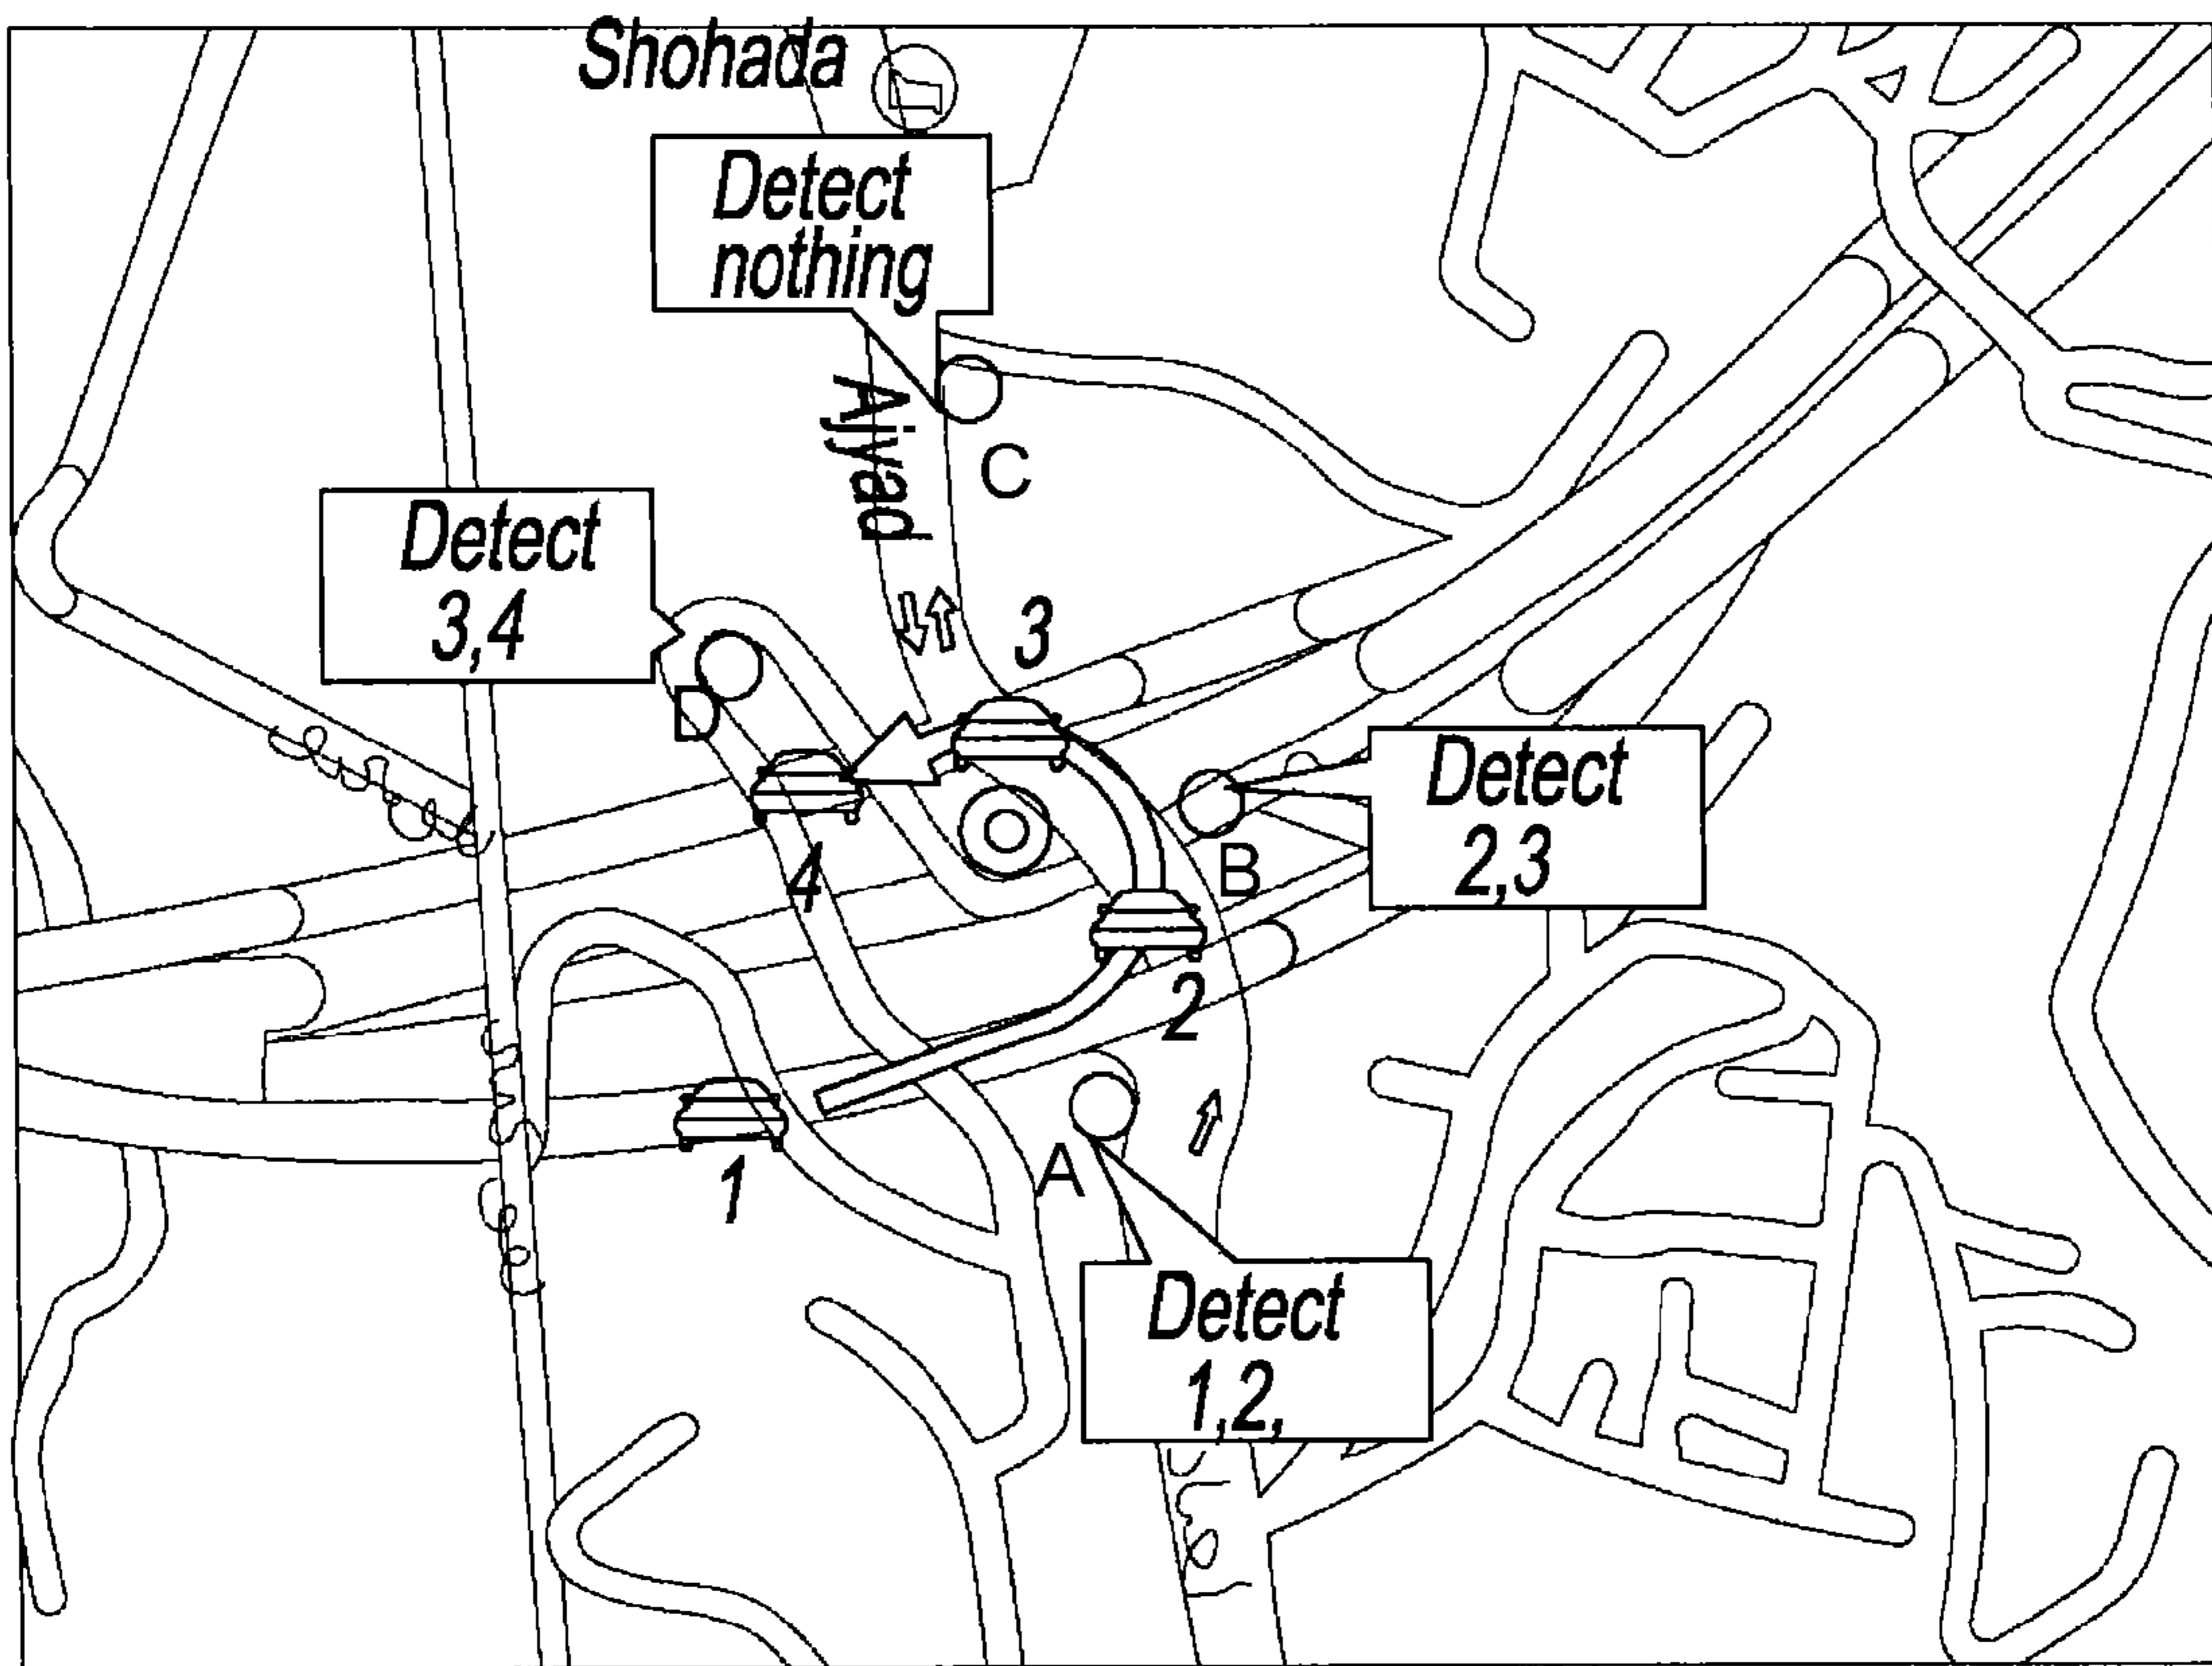 Shohada
Detect
nothing
Ajyad
C
Detect
3,4
3
D
Detect
2,3
4
B
2
1
A
Detect
1,2,